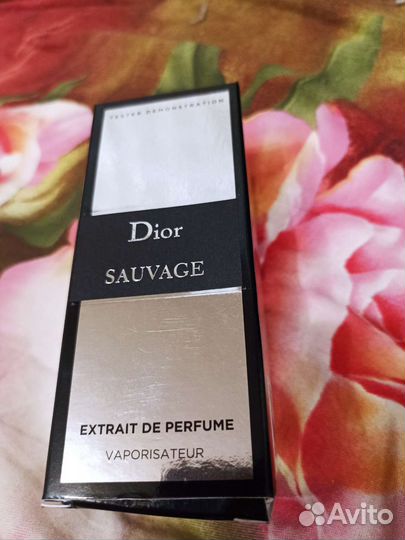 TESTER DEMONSTRATION
Dior
SAUVAGE
EXTRAIT DE PERFUME
VAPORISATEUR
Avito